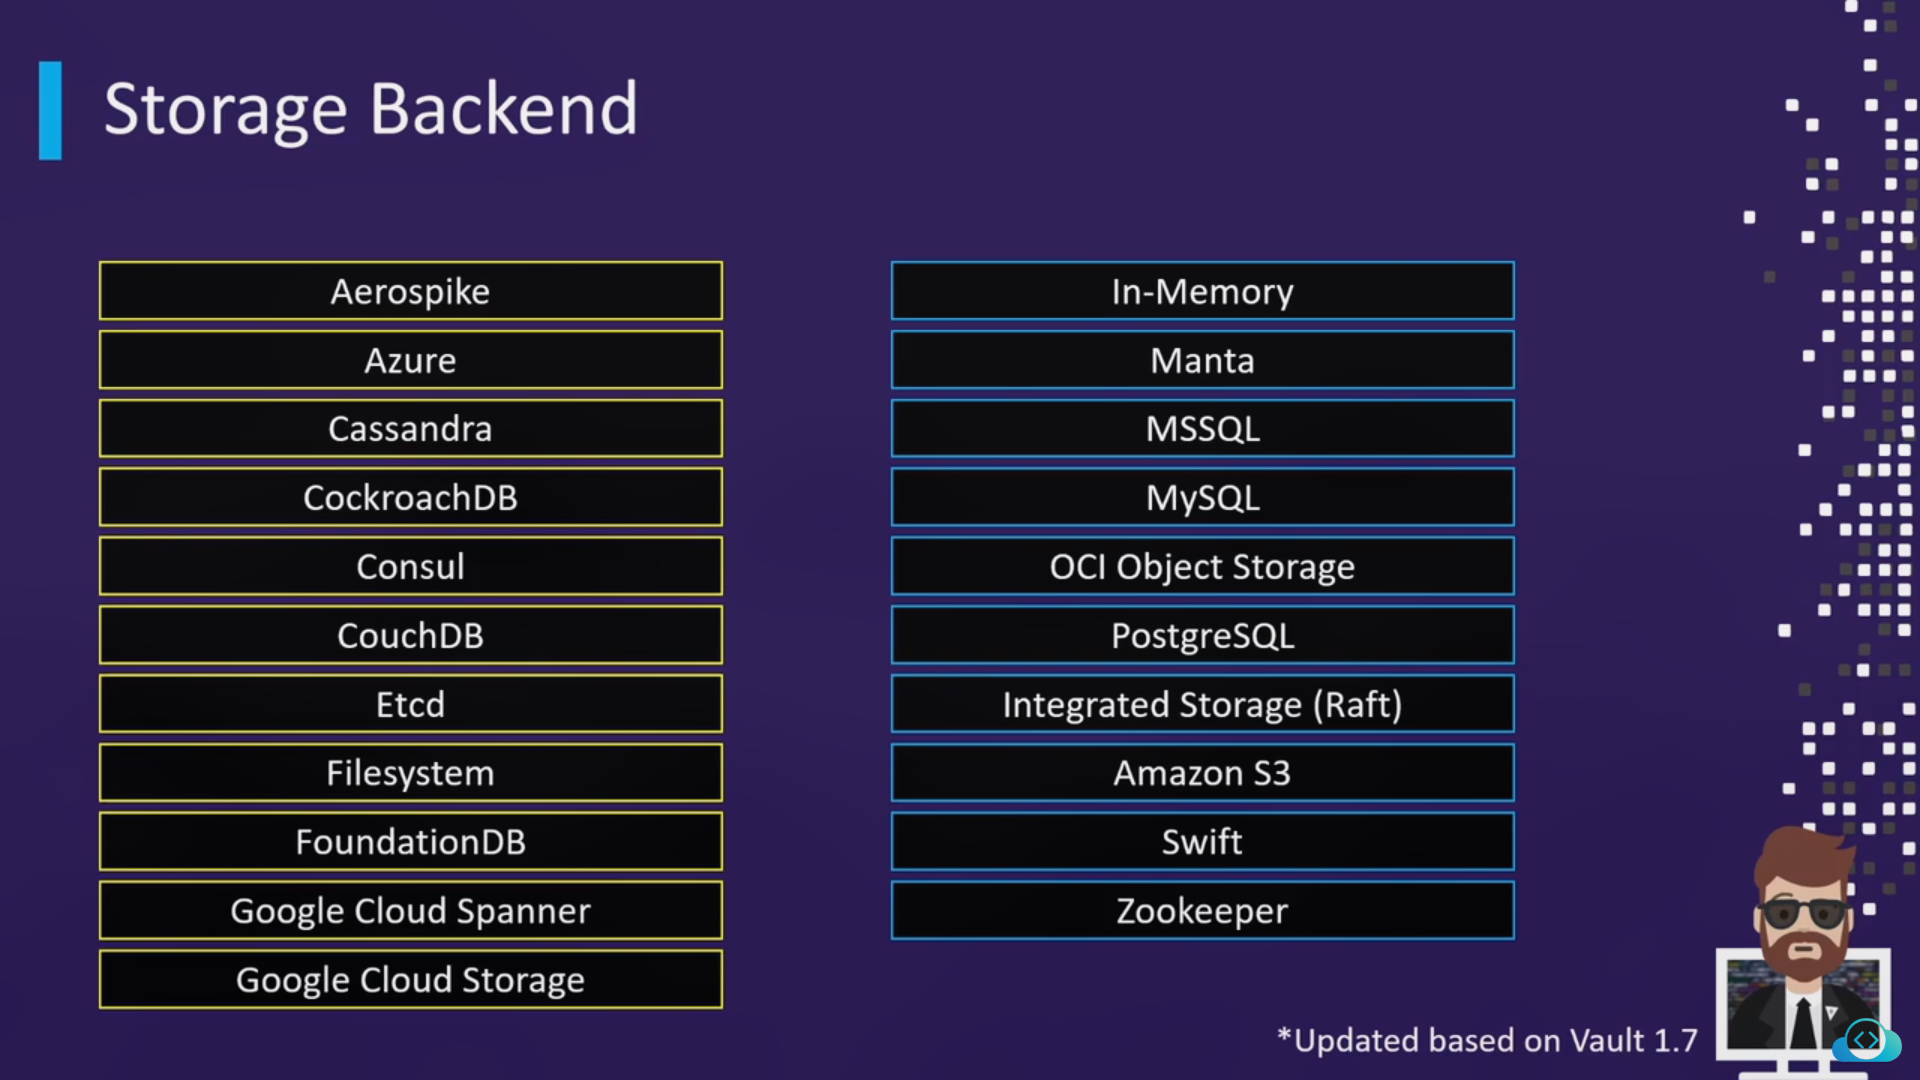 Storage Backend
Aerospike
Azure
Cassandra
CockroachDB
Consul
CouchDB
Etcd
Filesystem
FoundationDB
Google Cloud Spanner
Google Cloud Storage
In-Memory
Manta
MSSQL
MySQL
OCI Object Storage
PostgreSQL
Integrated Storage (Raft)
Amazon S3
Swift
Zookeeper
*Updated based on Vault 1.7